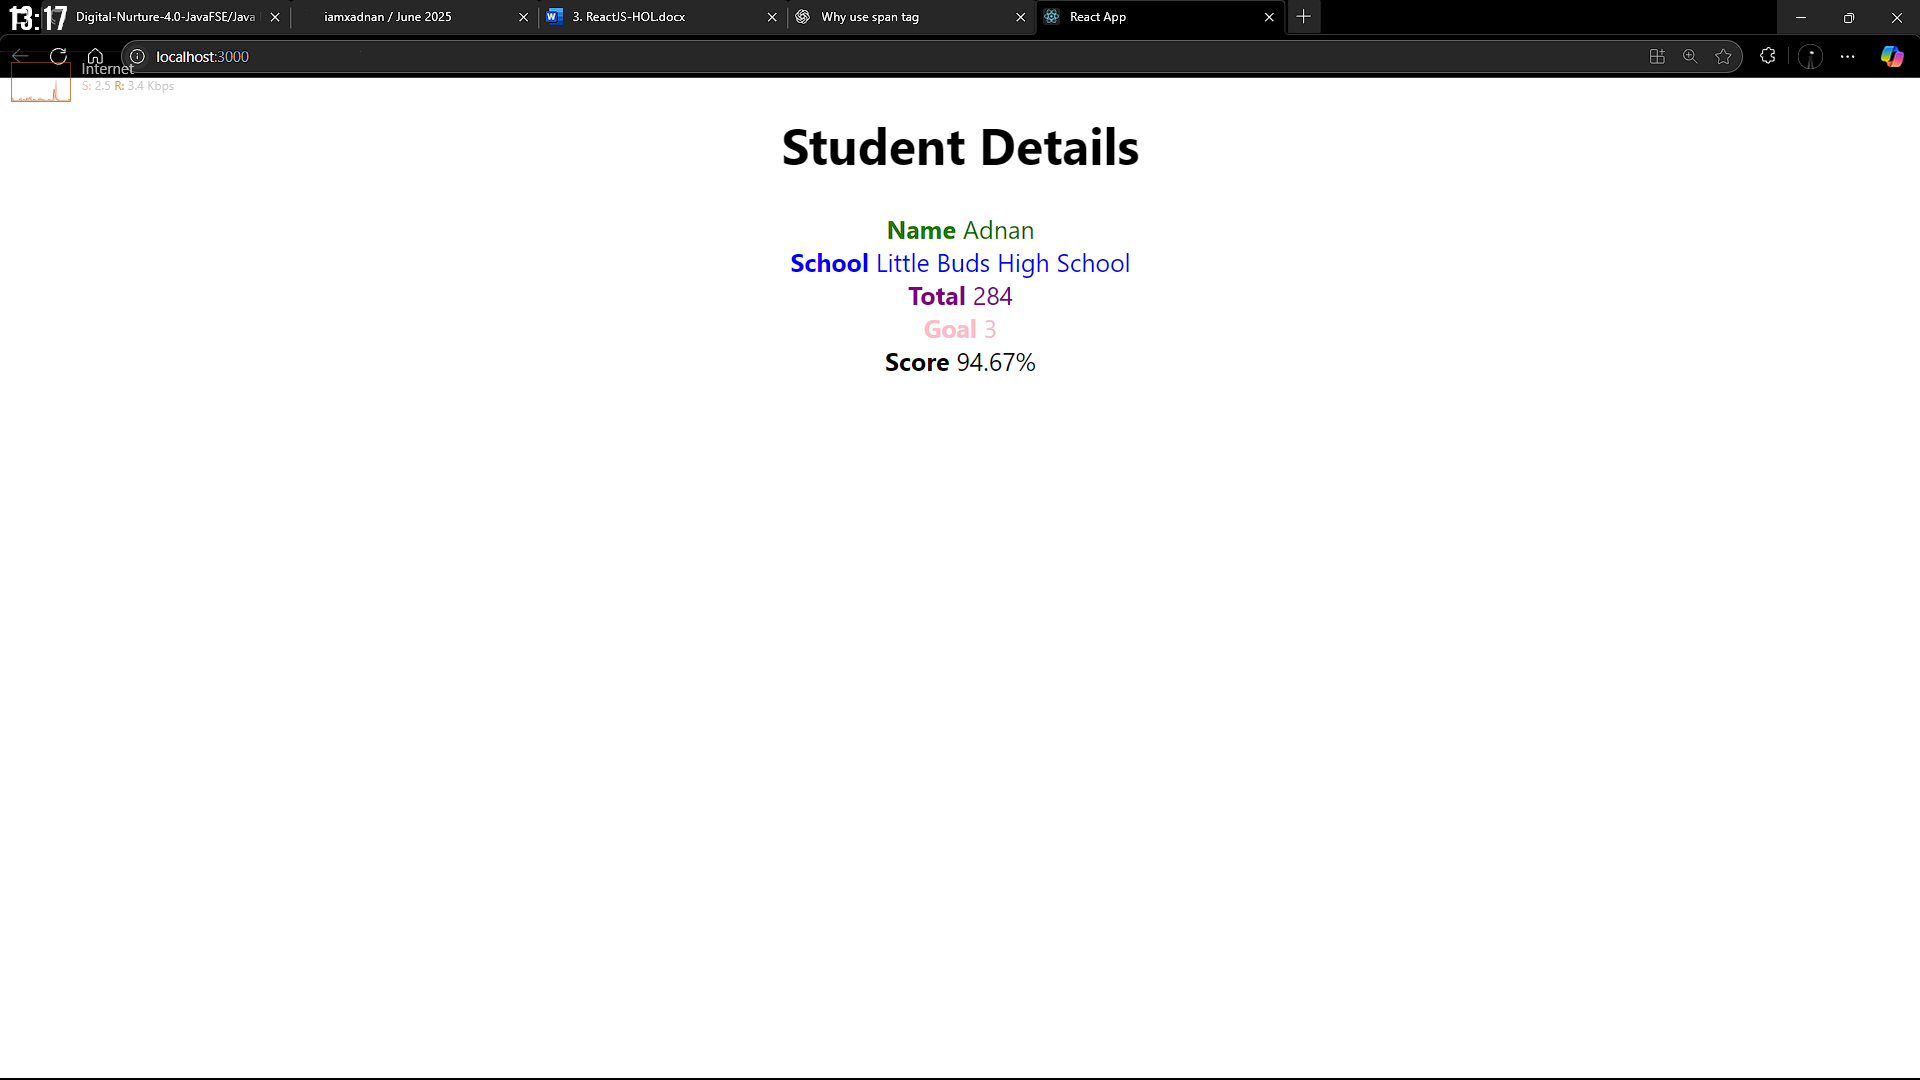 13:17
Digital-Nurture-4.0-JavaFSE/Java
iamxadnan / June 2025
3. ReactJS-HOL.docx
Why use span tag
React App
localhost:3000
Internet
S: 2.5 R: 3.4 Kbps
Student Details
Name Adnan
School Little Buds High School
Total 284
Goal 3
Score 94.67%